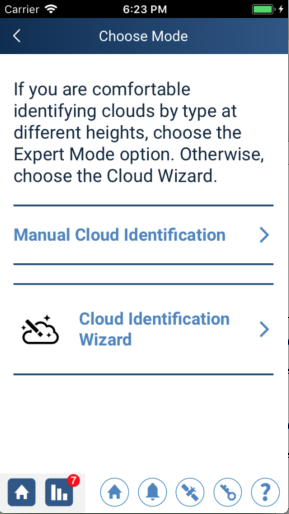 Carrier 6:23 PM
Choose Mode
If you are comfortable
identifying clouds by type at
different heights, choose the
Expert Mode option. Otherwise,
choose the Cloud Wizard.
Manual Cloud Identification
Cloud Identification
Wizard
7
?